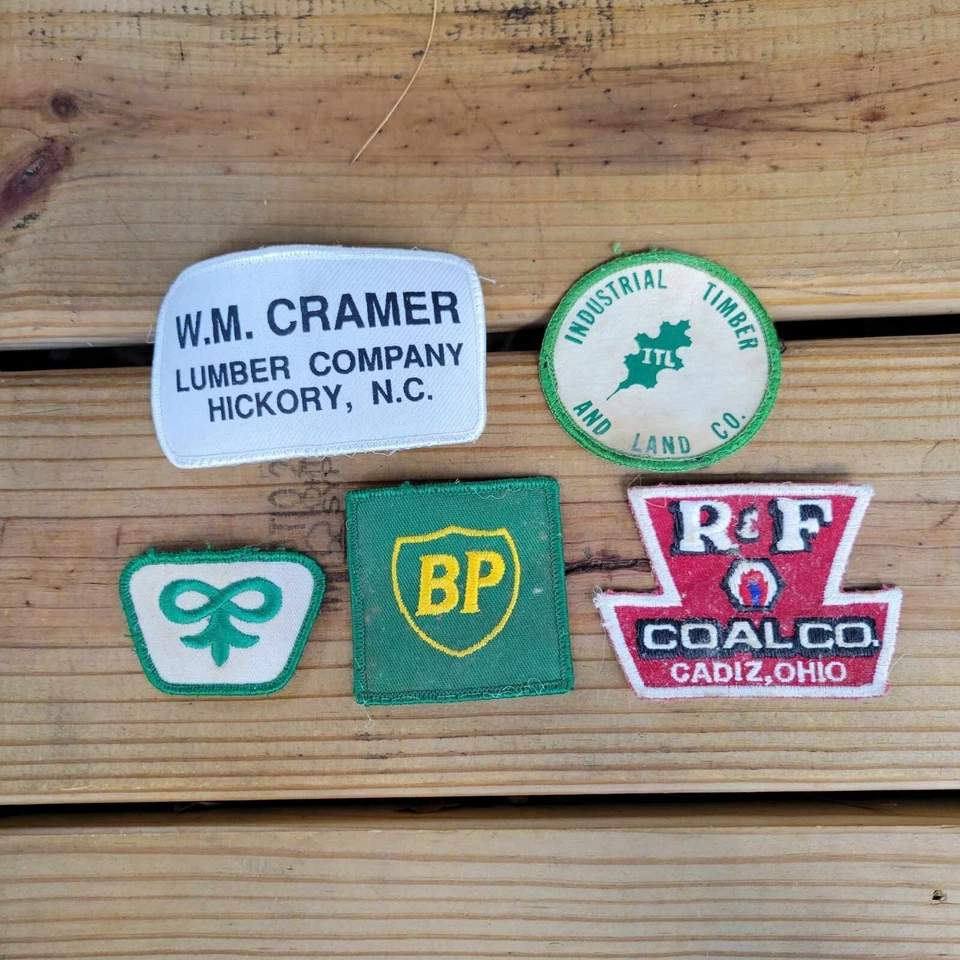 W.M. CRAMER
LUMBER COMPANY
HICKORY, N.C.
INDUSTRIAL TIMBER
ITL
AND LAND CO.
BP
R&F
COAL CO.
CADIZ, OHIO